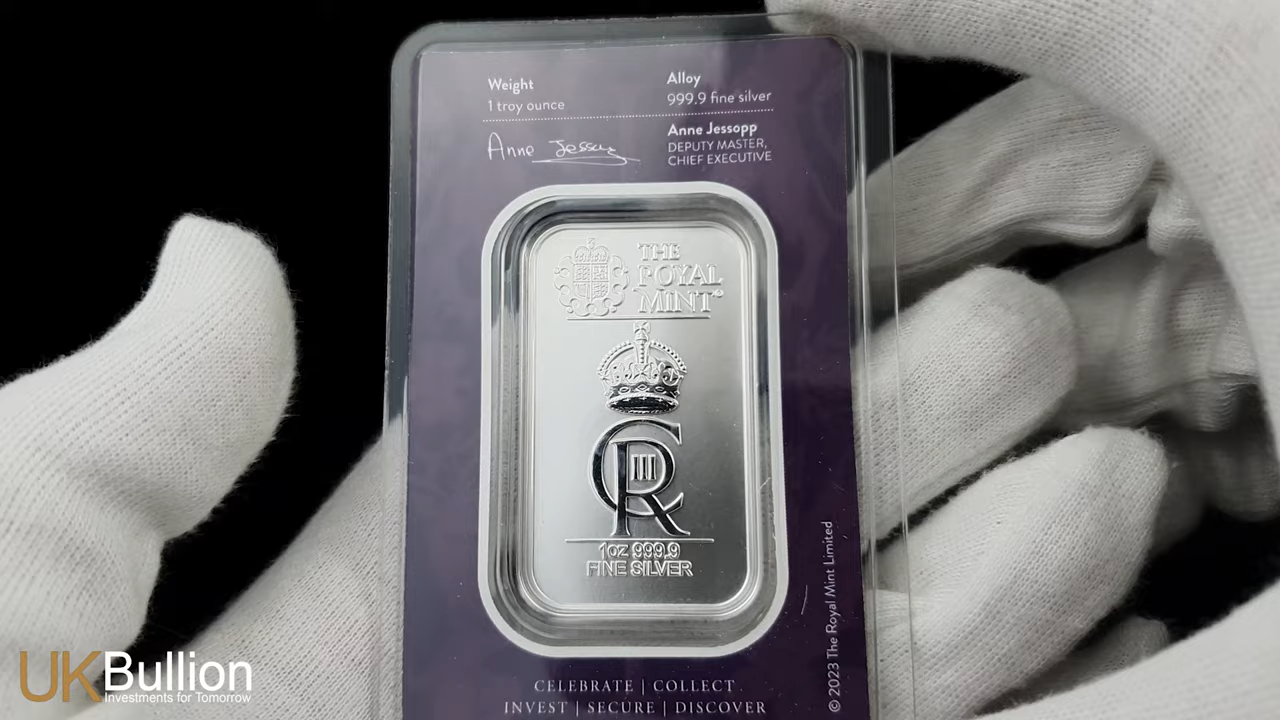 Weight
1 troy ounce
Alloy
999.9 fine silver
Anne Jessopp
Anne Jessopp
DEPUTY MASTER,
CHIEF EXECUTIVE
THE
ROYAL
MINT®
CR
III
1oz 999.9
FINE SILVER
© 2023 The Royal Mint Limited
CELEBRATE | COLLECT
INVEST | SECURE | DISCOVER
UKBullion
Investments for Tomorrow